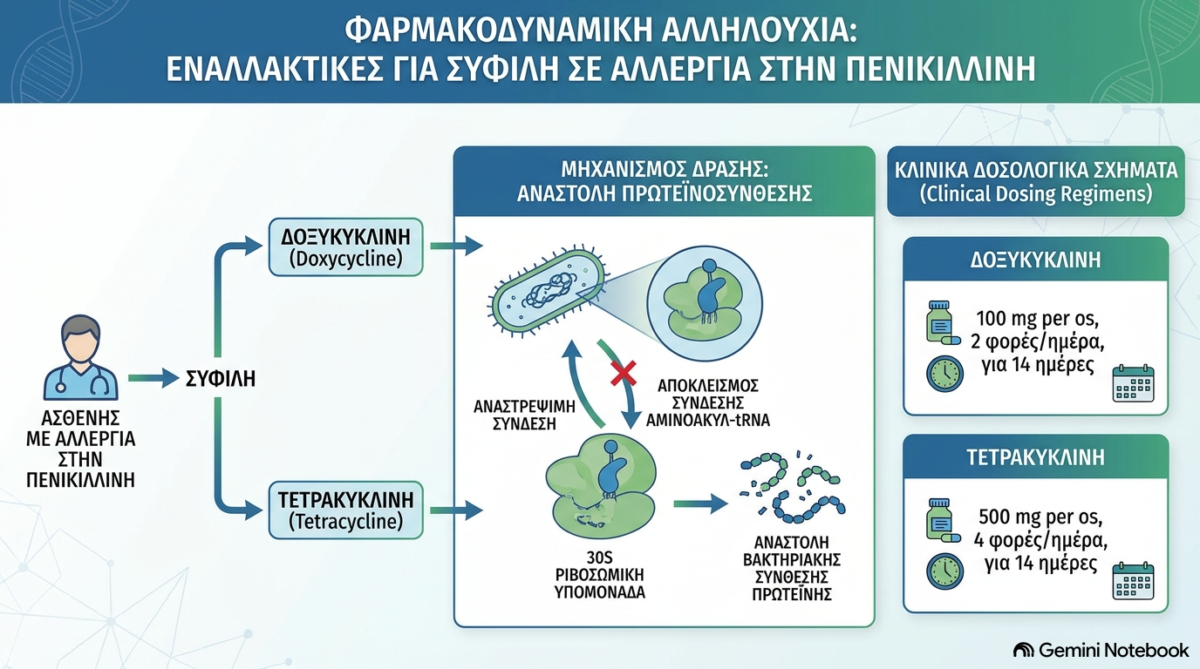 ΦΑΡΜΑΚΟΔΥΝΑΜΙΚΗ ΑΛΛΗΛΟΥΧΙΑ:
ΕΝΑΛΛΑΚΤΙΚΕΣ ΓΙΑ ΣΥΦΙΛΗ ΣΕ ΑΛΛΕΡΓΙΑ ΣΤΗΝ ΠΕΝΙΚΙΛΛΙΝΗ
ΑΣΘΕΝΗΣ
ΜΕ ΑΛΛΕΡΓΙΑ
ΣΤΗΝ
ΠΕΝΙΚΙΛΛΙΝΗ
ΣΥΦΙΛΗ
ΔΟΞΥΚΥΚΛΙΝΗ
(Doxycycline)
ΤΕΤΡΑΚΥΚΛΙΝΗ
(Tetracycline)
ΜΗΧΑΝΙΣΜΟΣ ΔΡΑΣΗΣ:
ΑΝΑΣΤΟΛΗ ΠΡΩΤΕΪΝΟΣΥΝΘΕΣΗΣ
ΑΝΑΣΤΡΕΨΙΜΗ
ΣΥΝΔΕΣΗ
ΑΠΟΚΛΕΙΣΜΟΣ
ΣΥΝΔΕΣΗΣ
ΑΜΙΝΟΑΚΥΛ-tRNA
30S
ΡΙΒΟΣΩΜΙΚΗ
ΥΠΟΜΟΝΑΔΑ
ΑΝΑΣΤΟΛΗ
ΒΑΚΤΗΡΙΑΚΗΣ
ΣΥΝΘΕΣΗΣ
ΠΡΩΤΕΪΝΗΣ
ΚΛΙΝΙΚΑ ΔΟΣΟΛΟΓΙΚΑ ΣΧΗΜΑΤΑ
(Clinical Dosing Regimens)
ΔΟΞΥΚΥΚΛΙΝΗ
100 mg per os,
2 φορές/ημέρα,
για 14 ημέρες
ΤΕΤΡΑΚΥΚΛΙΝΗ
500 mg per os,
4 φορές/ημέρα,
για 14 ημέρες
Gemini Notebook